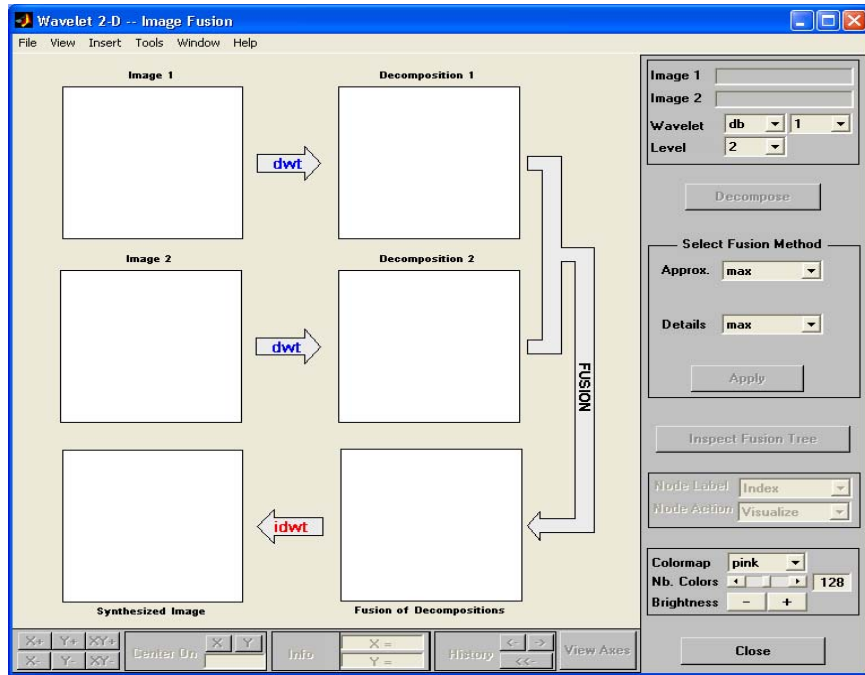 Wavelet 2-D -- Image Fusion
File View Insert Tools Window Help
Image 1
Decomposition 1
dwt
Image 2
Decomposition 2
dwt
FUSION
idwt
Synthesized Image
Fusion of Decompositions
Image 1
Image 2
Wavelet db 1
Level 2
Decompose
Select Fusion Method
Approx. max
Details max
Apply
Inspect Fusion Tree
Node Label Index
Node Action Visualize
Colormap pink
Nb. Colors 128
Brightness - +
Close
X+ Y+ XY+
X- Y- XY-
Center On X Y
Info X =
Y =
History <- ->
<<-
View Axes